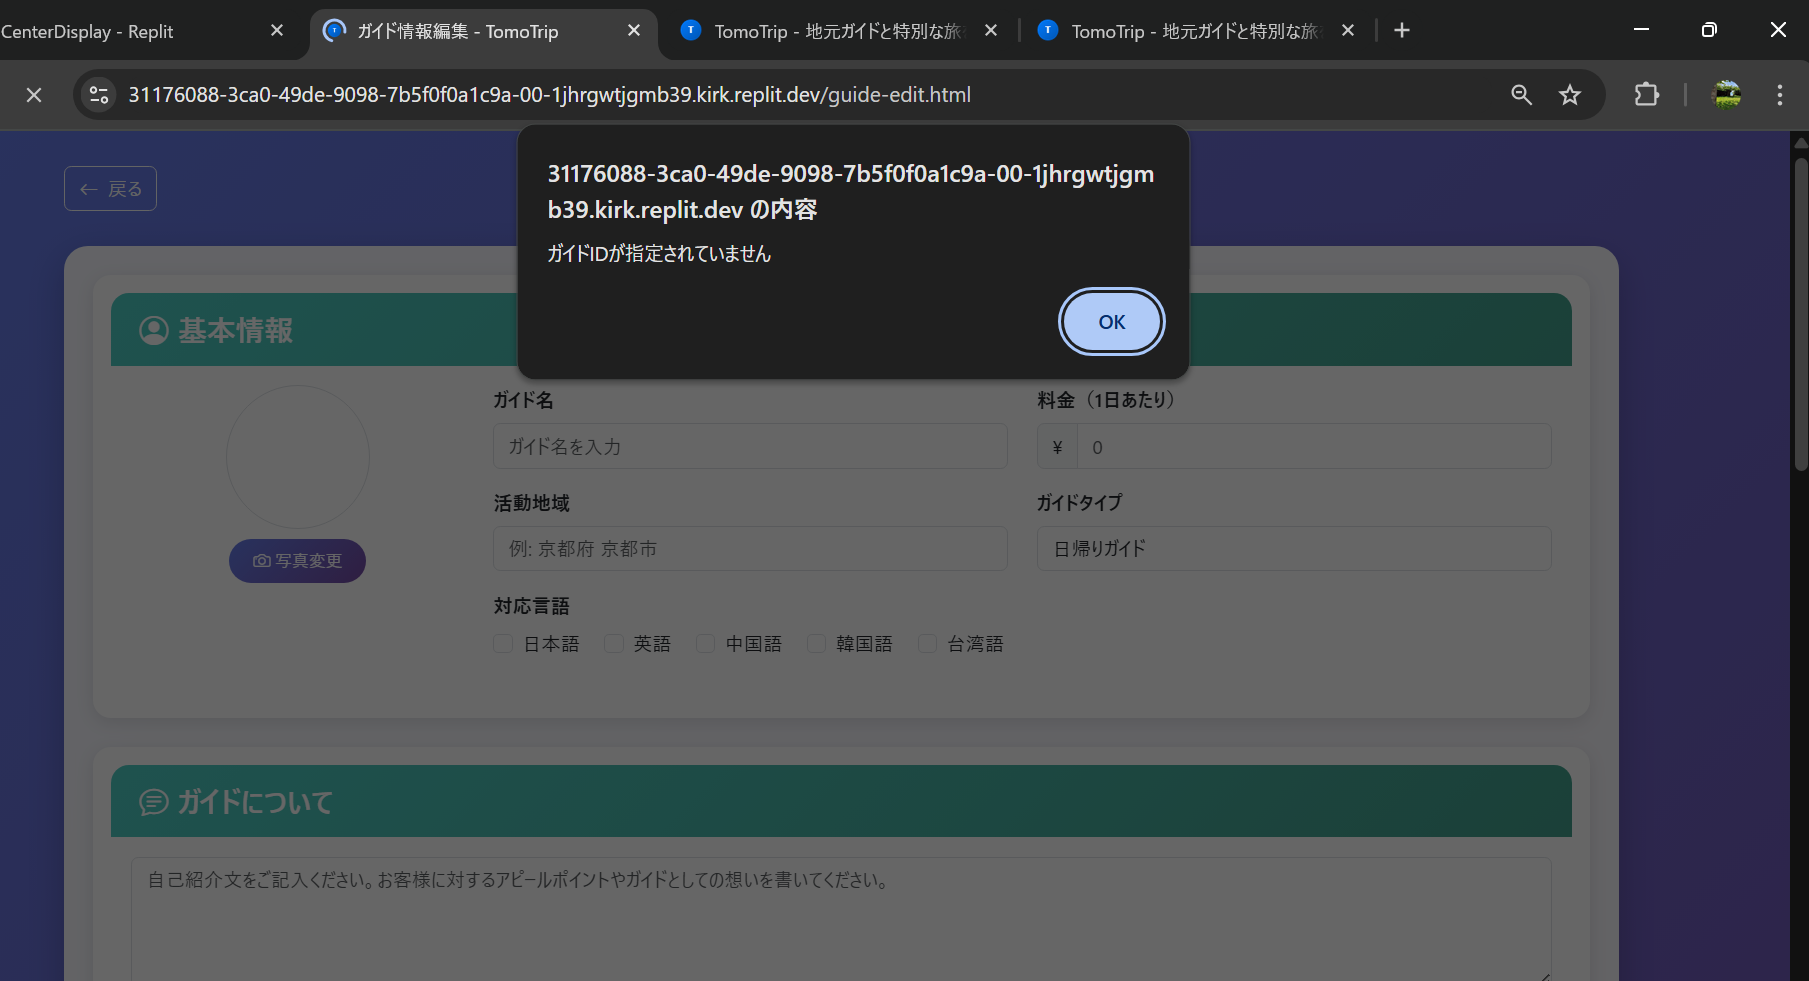 CenterDisplay - Replit
ガイド情報編集 - TomoTrip
TomoTrip - 地元ガイドと特別な旅
TomoTrip - 地元ガイドと特別な旅
31176088-3ca0-49de-9098-7b5f0f0a1c9a-00-1jhrgwtjgmb39.kirk.replit.dev/guide-edit.html
← 戻る
31176088-3ca0-49de-9098-7b5f0f0a1c9a-00-1jhrgwtjgm
b39.kirk.replit.dev の内容
ガイドIDが指定されていません
OK
基本情報
写真変更
ガイド名
ガイド名を入力
料金（1日あたり）
¥ 0
活動地域
例: 京都府 京都市
ガイドタイプ
日帰りガイド
対応言語
日本語 英語 中国語 韓国語 台湾語
ガイドについて
自己紹介文をご記入ください。お客様に対するアピールポイントやガイドとしての想いを書いてください。